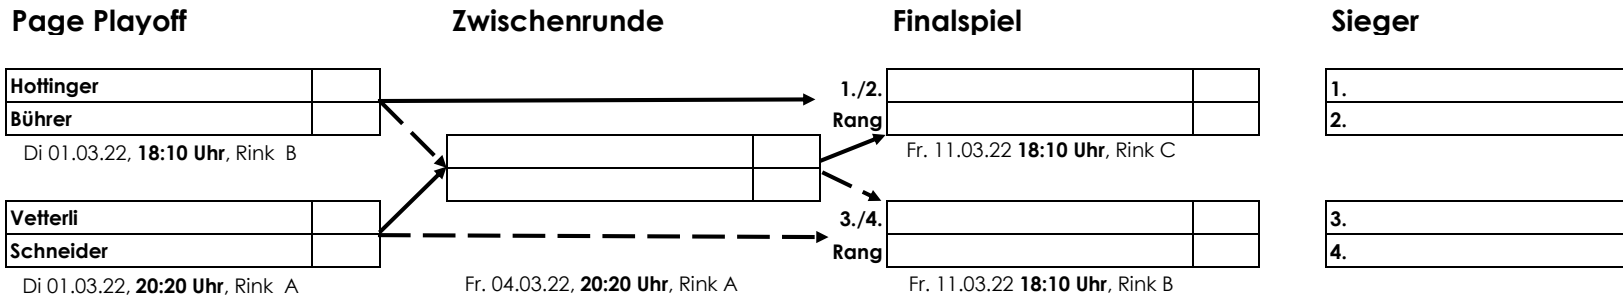 Page Playoff
Zwischenrunde
Finalspiel
Sieger
Hottinger
Bührer
Di 01.03.22, 18:10 Uhr, Rink B
Vetterli
Schneider
Di 01.03.22, 20:20 Uhr, Rink A
Fr. 04.03.22, 20:20 Uhr, Rink A
1./2.
Rang
Fr. 11.03.22 18:10 Uhr, Rink C
3./4.
Rang
Fr. 11.03.22 18:10 Uhr, Rink B
1.
2.
3.
4.